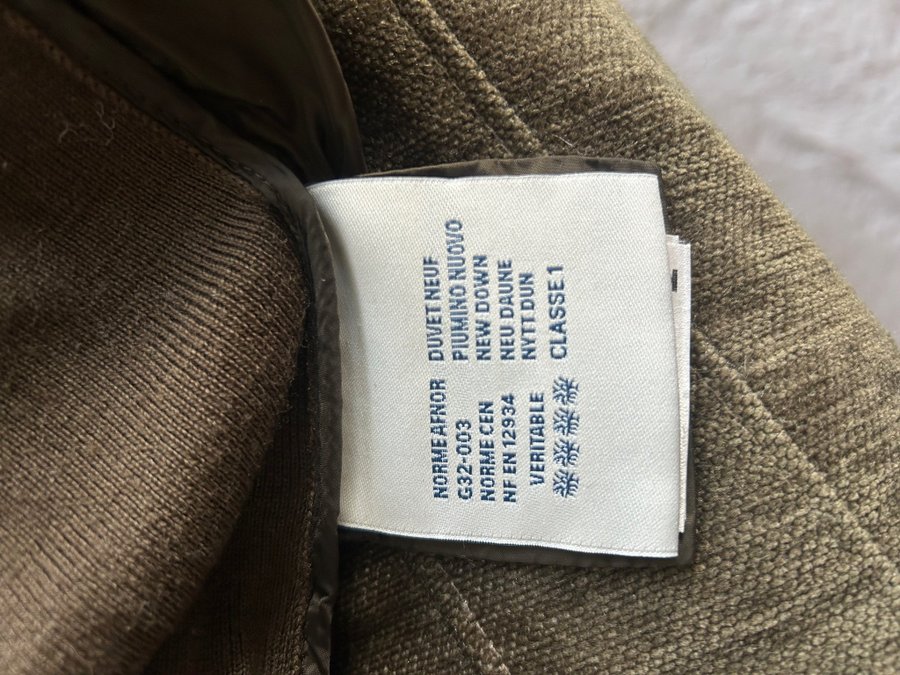 NORME AFNOR DUVET NEUF
G32-003 PIUMINO NUOVO
NORME CEN NEW DOWN
NF EN 12934 NEU DAUNE
VERITABLE NYTT DUN
CLASSE 1